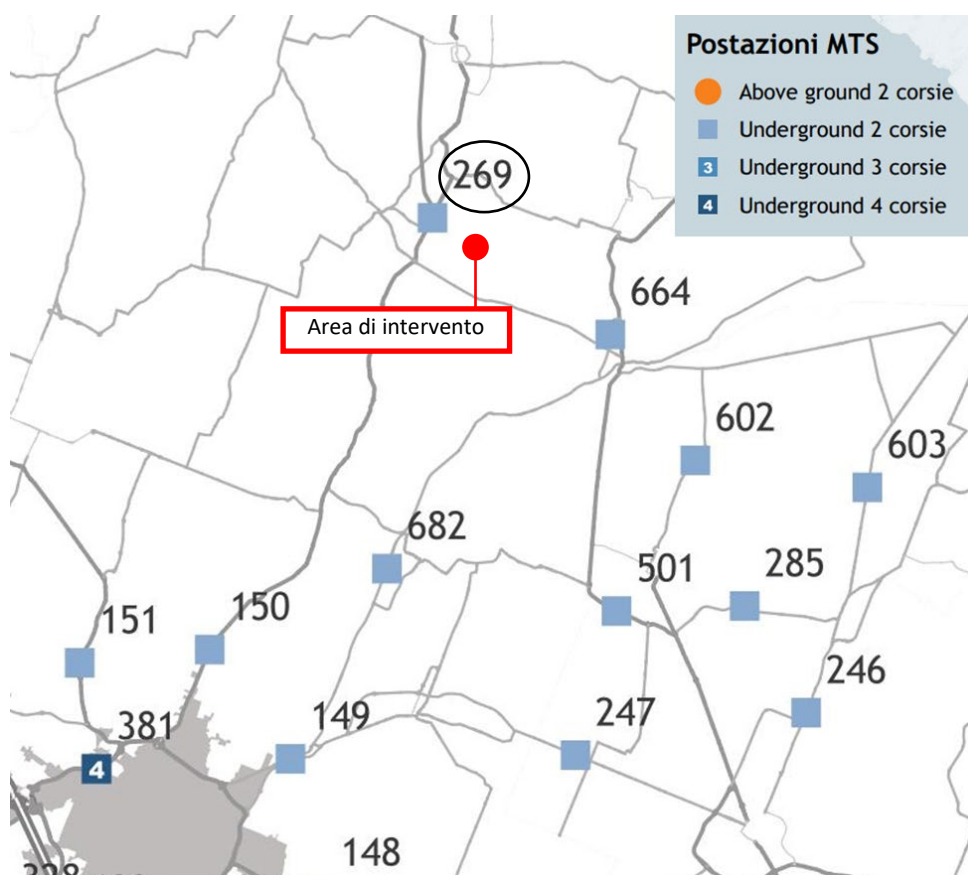 Postazioni MTS
Above ground 2 corsie
Underground 2 corsie
3 Underground 3 corsie
4 Underground 4 corsie
269
664
Area di intervento
602
603
682
501
285
151
150
246
381
149
247
4
148